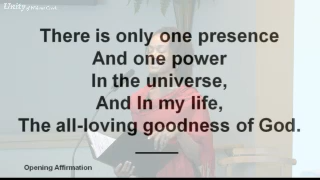 Unity
There is only one presence
And one power
In the universe,
And In my life,
The all-loving goodness of God.
Opening Affirmation